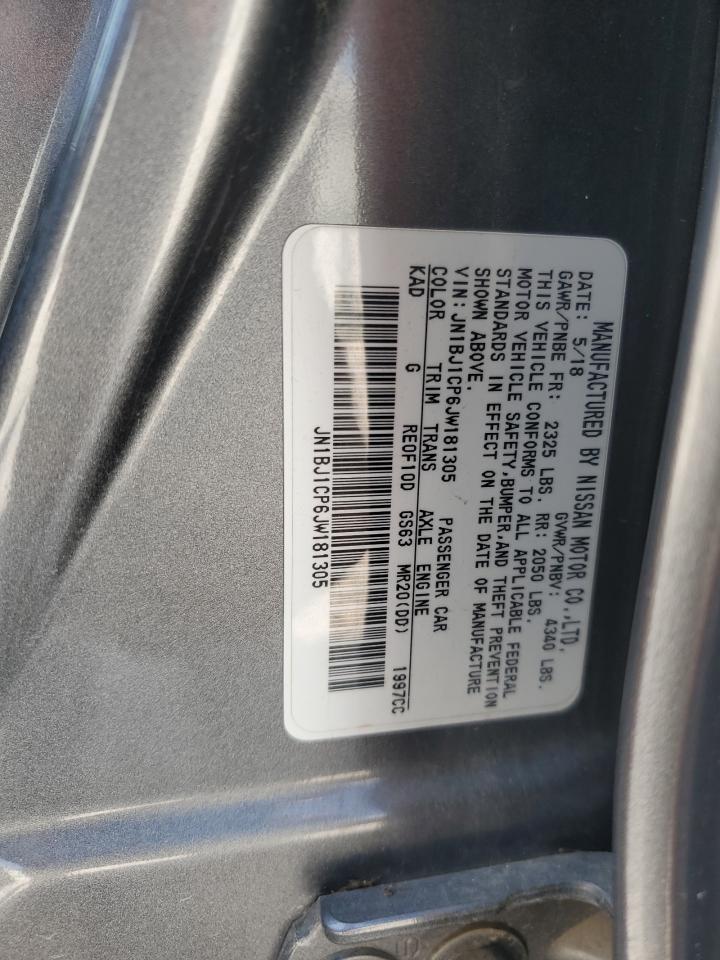 MANUFACTURED BY NISSAN MOTOR CO.,LTD.
DATE: 5/18 GVWR/PNBV: 4340 LBS.
GAWR/PNBE FR: 2325 LBS. RR: 2050 LBS.
THIS VEHICLE CONFORMS TO ALL APPLICABLE FEDERAL
MOTOR VEHICLE SAFETY,BUMPER,AND THEFT PREVENTION
STANDARDS IN EFFECT ON THE DATE OF MANUFACTURE
SHOWN ABOVE.
VIN: JN1BJ1CP6JW181305 PASSENGER CAR
COLOR TRIM TRANS AXLE ENGINE
KAD G RE0F10D GS63 MR20(DD) 1997CC
JN1BJ1CP6JW181305